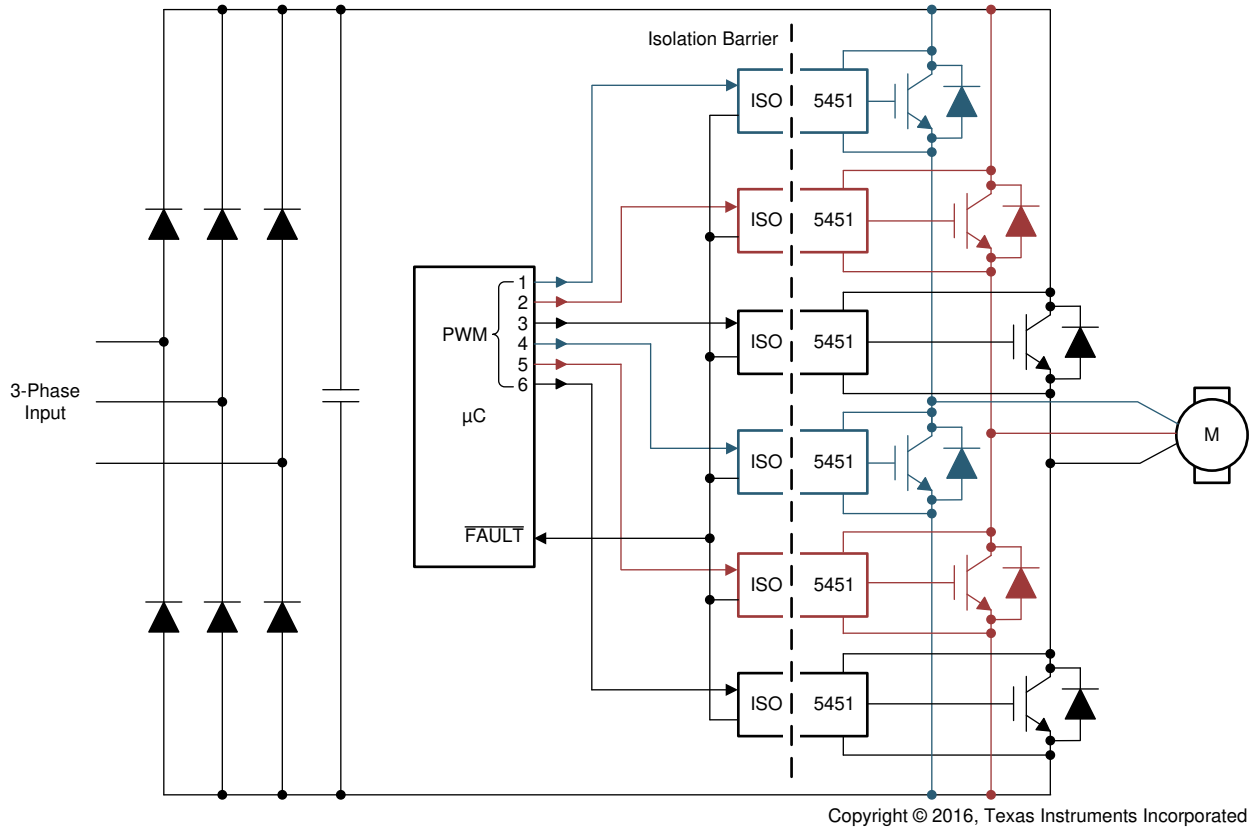 Isolation Barrier
ISO 5451
ISO 5451
1
2
3
4
5
6
PWM
µC
FAULT
3-Phase
Input
ISO 5451
M
ISO 5451
ISO 5451
ISO 5451
Copyright © 2016, Texas Instruments Incorporated